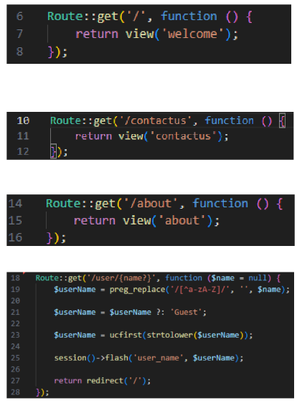 6 Route::get('/', function () {
7 return view('welcome');
8 });
10 Route::get('/contactus', function () {
11 return view('contactus');
12 });
14 Route::get('/about', function () {
15 return view('about');
16 });
18 Route::get('/user/{name?}', function ($name = null) {
19 $userName = preg_replace('/[^a-zA-Z]/', '', $name);
20
21 $userName = $userName ?: 'Guest';
22
23 $userName = ucfirst(strtolower($userName));
24
25 session()->flash('user_name', $userName);
26
27 return redirect('/');
28 });